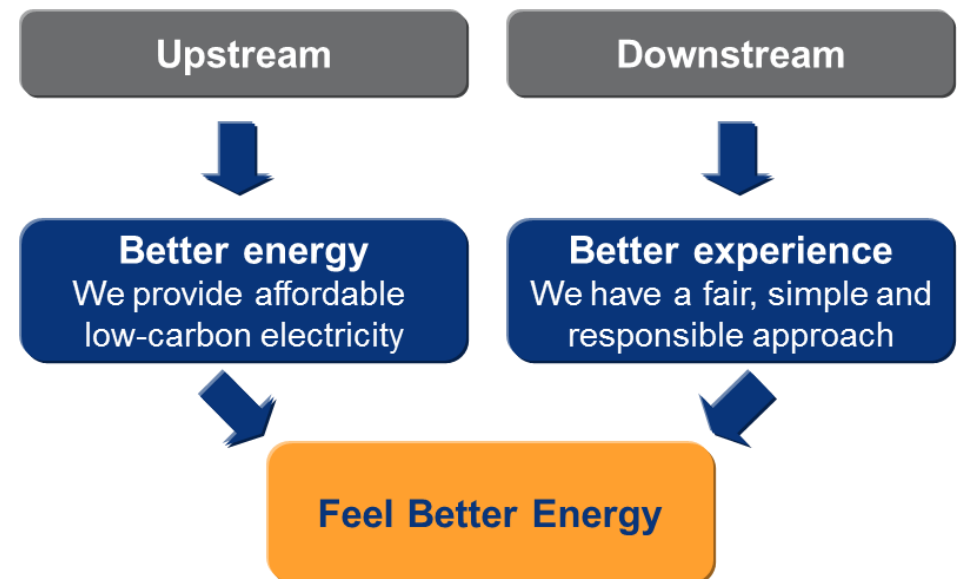 Upstream
Downstream
Better energy
We provide affordable
low-carbon electricity
Better experience
We have a fair, simple and
responsible approach
Feel Better Energy